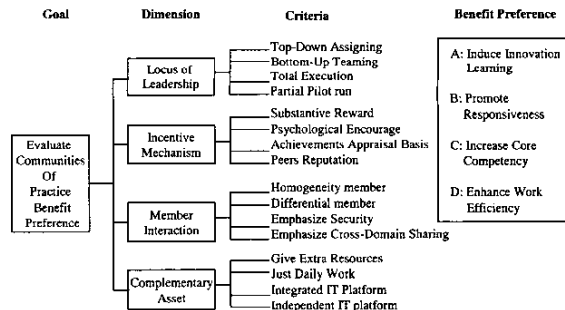 Goal
Dimension
Criteria
Benefit Preference
Evaluate
Communities
Of
Practice
Benefit
Preference
Locus of
Leadership
Top-Down Assigning
Bottom-Up Teaming
Total Execution
Partial Pilot run
Incentive
Mechanism
Substantive Reward
Psychological Encourage
Achievements Appraisal Basis
Peers Reputation
Member
Interaction
Homogeneity member
Differential member
Emphasize Security
Emphasize Cross-Domain Sharing
Complementary
Asset
Give Extra Resources
Just Daily Work
Integrated IT Platform
Independent IT platform
A: Induce Innovation
Learning
B: Promote
Responsiveness
C: Increase Core
Competency
D: Enhance Work
Efficiency